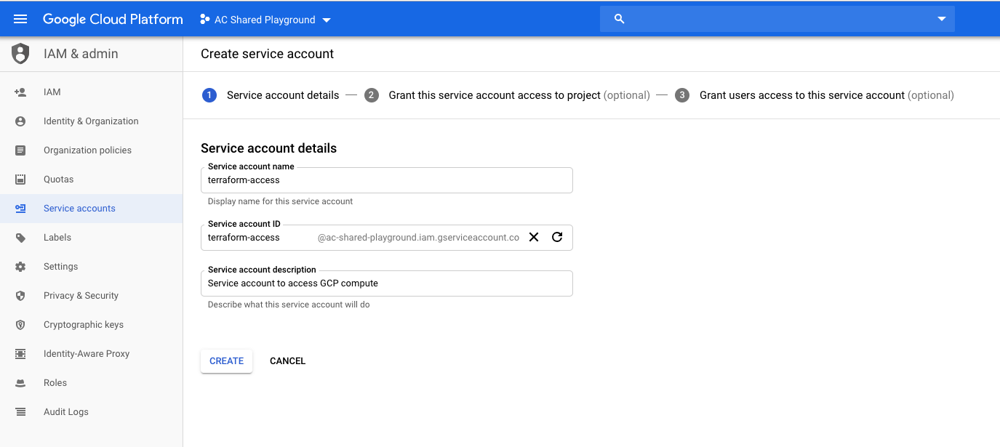 Google Cloud Platform AC Shared Playground
IAM & admin
Create service account
1 Service account details — 2 Grant this service account access to project (optional) — 3 Grant users access to this service account (optional)
IAM
Identity & Organization
Organization policies
Quotas
Service accounts
Labels
Settings
Privacy & Security
Cryptographic keys
Identity-Aware Proxy
Roles
Audit Logs
Service account details
Service account name
terraform-access
Display name for this service account
Service account ID
terraform-access @ac-shared-playground.iam.gserviceaccount.co
Service account description
Service account to access GCP compute
Describe what this service account will do
CREATE CANCEL